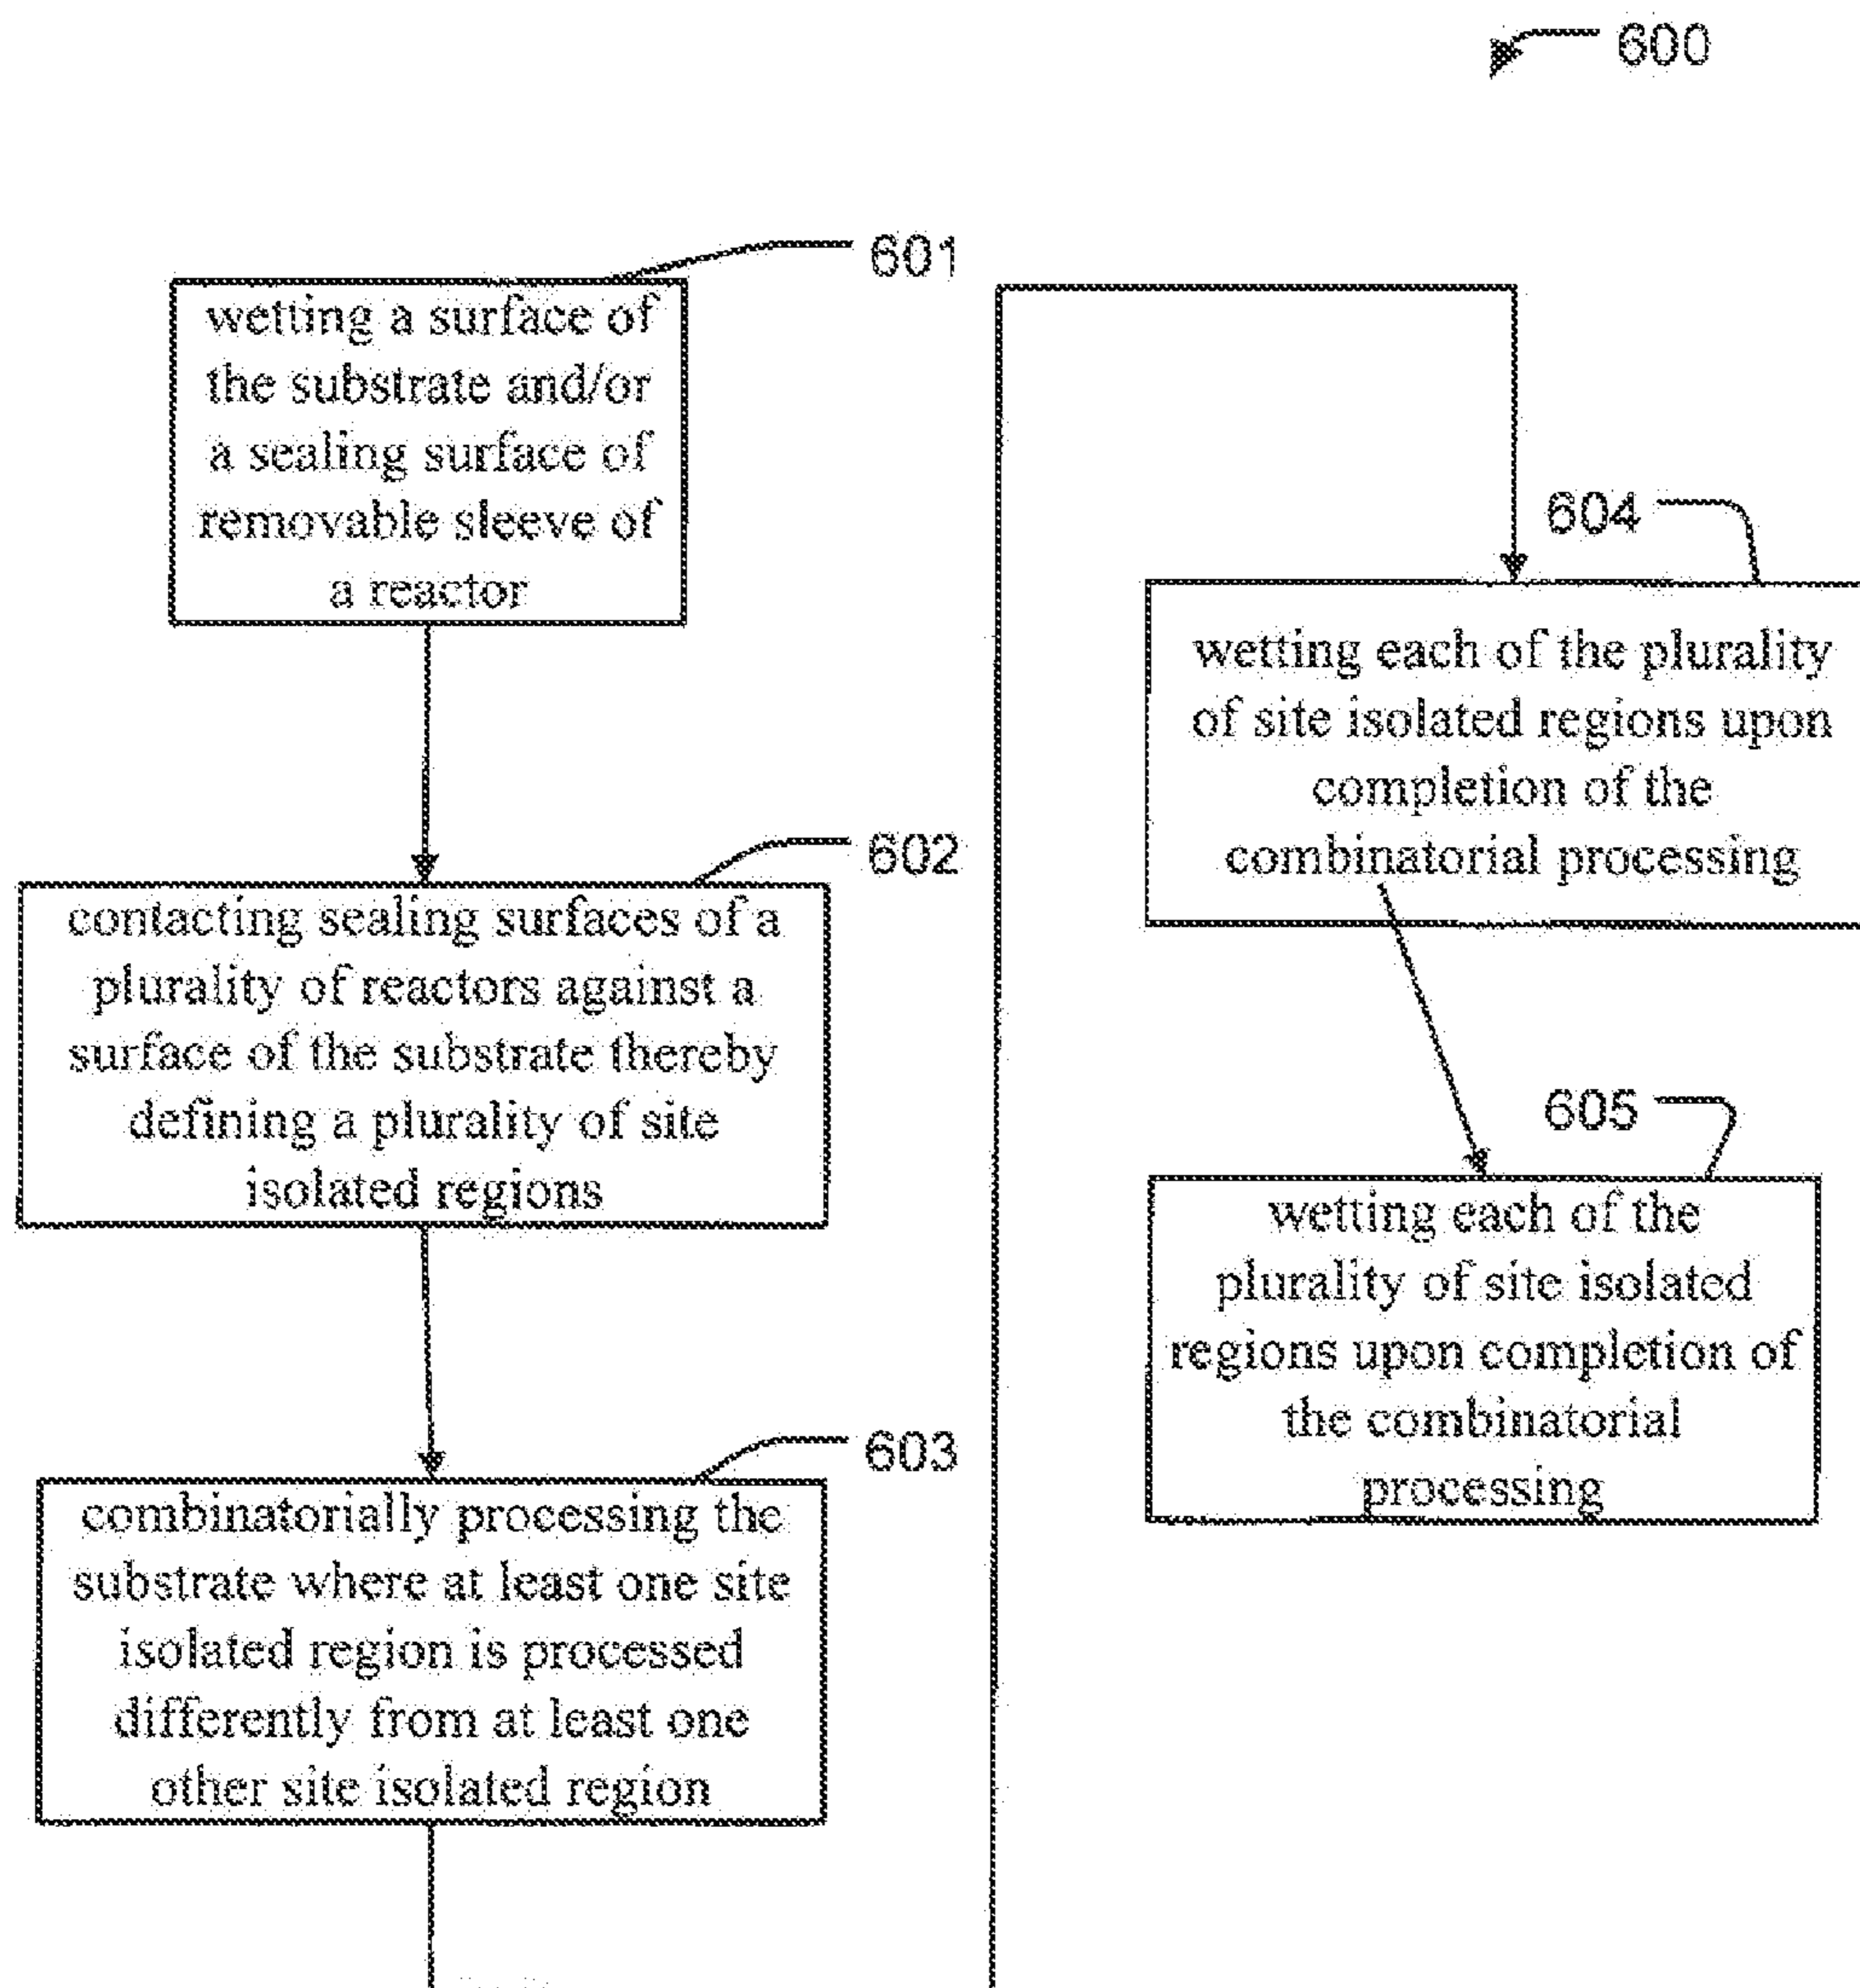 600
601
wetting a surface of
the substrate and/or
a sealing surface of
removable sleeve of
a reactor
602
contacting sealing surfaces of a
plurality of reactors against a
surface of the substrate thereby
defining a plurality of site
isolated regions
603
combinatorially processing the
substrate where at least one site
isolated region is processed
differently from at least one
other site isolated region
604
wetting each of the plurality
of site isolated regions upon
completion of the
combinatorial processing
605
wetting each of the
plurality of site isolated
regions upon completion of
the combinatorial
processing